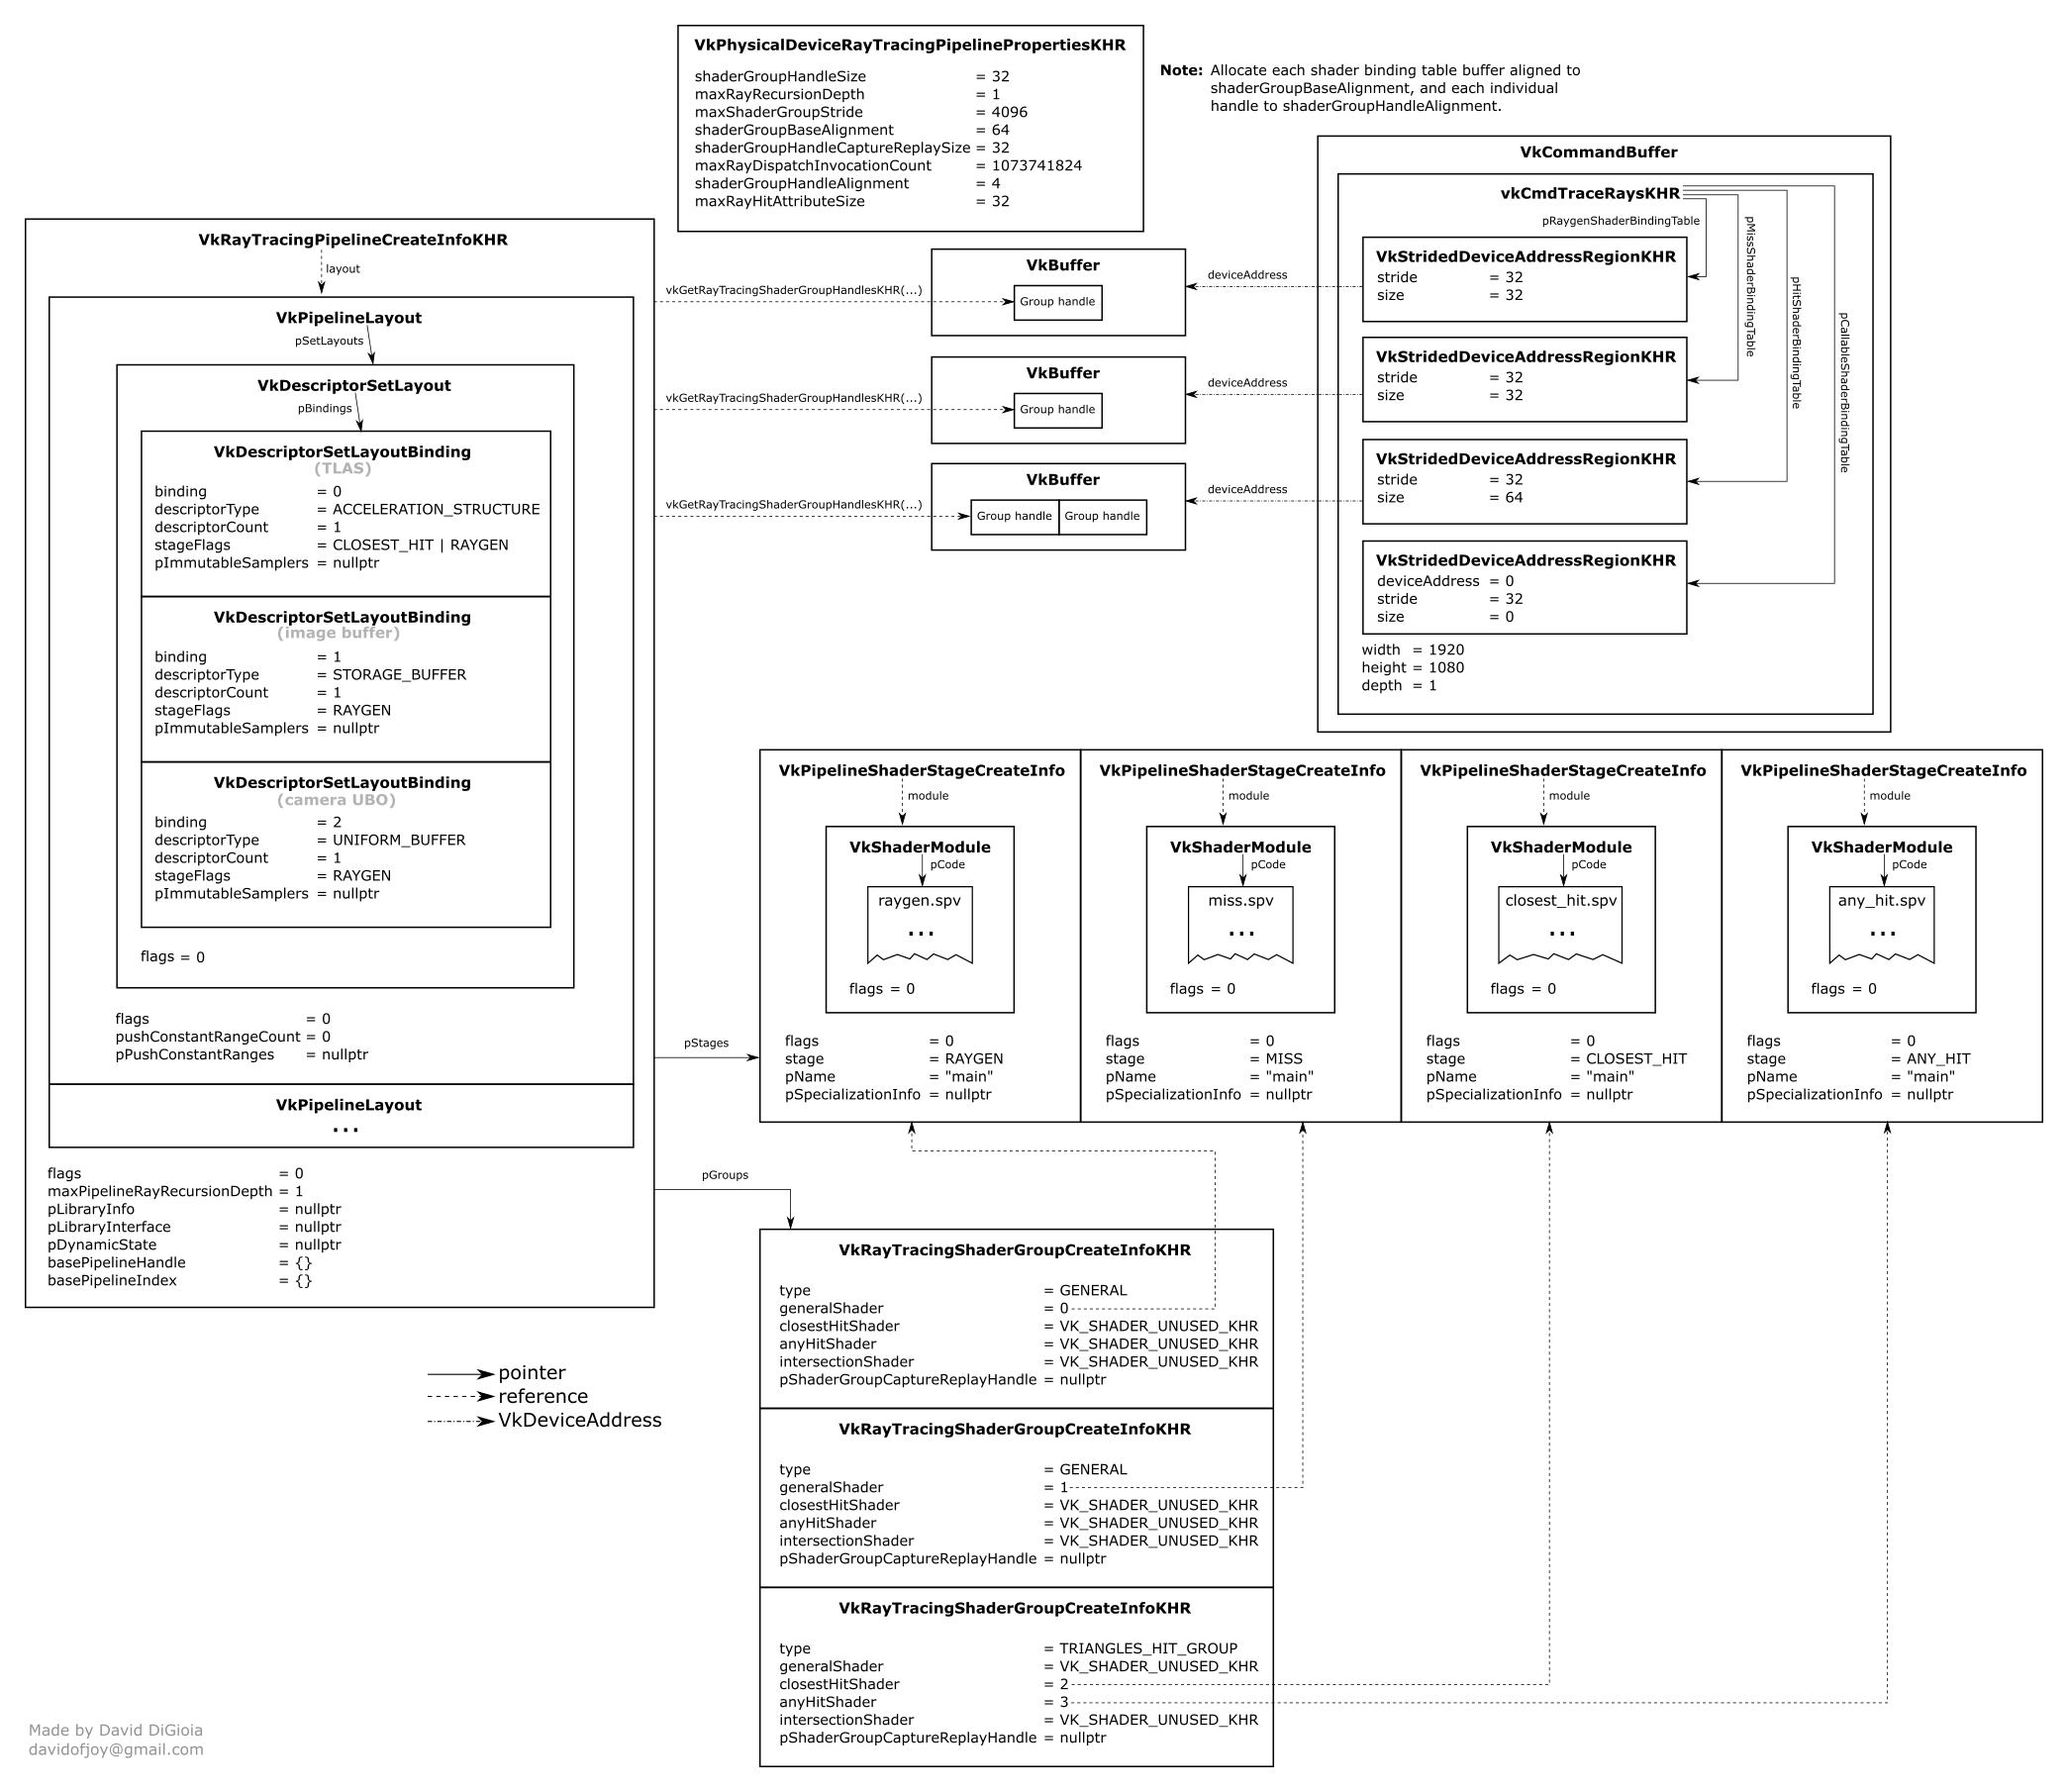 VkPhysicalDeviceRayTracingPipelinePropertiesKHR
shaderGroupHandleSize = 32
maxRayRecursionDepth = 1
maxShaderGroupStride = 4096
shaderGroupBaseAlignment = 64
shaderGroupHandleCaptureReplaySize = 32
maxRayDispatchInvocationCount = 1073741824
shaderGroupHandleAlignment = 4
maxRayHitAttributeSize = 32
Note: Allocate each shader binding table buffer aligned to
shaderGroupBaseAlignment, and each individual
handle to shaderGroupHandleAlignment.
VkRayTracingPipelineCreateInfoKHR
layout
VkPipelineLayout
pSetLayouts
VkDescriptorSetLayout
pBindings
VkDescriptorSetLayoutBinding
(TLAS)
binding = 0
descriptorType = ACCELERATION_STRUCTURE
descriptorCount = 1
stageFlags = CLOSEST_HIT | RAYGEN
pImmutableSamplers = nullptr
VkDescriptorSetLayoutBinding
(image buffer)
binding = 1
descriptorType = STORAGE_BUFFER
descriptorCount = 1
stageFlags = RAYGEN
pImmutableSamplers = nullptr
VkDescriptorSetLayoutBinding
(camera UBO)
binding = 2
descriptorType = UNIFORM_BUFFER
descriptorCount = 1
stageFlags = RAYGEN
pImmutableSamplers = nullptr
flags = 0
flags = 0
pushConstantRangeCount = 0
pPushConstantRanges = nullptr
VkPipelineLayout
...
flags = 0
maxPipelineRayRecursionDepth = 1
pLibraryInfo = nullptr
pLibraryInterface = nullptr
pDynamicState = nullptr
basePipelineHandle = {}
basePipelineIndex = {}
vkGetRayTracingShaderGroupHandlesKHR(...)
VkBuffer
Group handle
deviceAddress
vkGetRayTracingShaderGroupHandlesKHR(...)
VkBuffer
Group handle
deviceAddress
vkGetRayTracingShaderGroupHandlesKHR(...)
VkBuffer
Group handle Group handle
deviceAddress
VkCommandBuffer
vkCmdTraceRaysKHR
pRaygenShaderBindingTable
pMissShaderBindingTable
pHitShaderBindingTable
pCallableShaderBindingTable
VkStridedDeviceAddressRegionKHR
stride = 32
size = 32
VkStridedDeviceAddressRegionKHR
stride = 32
size = 32
VkStridedDeviceAddressRegionKHR
stride = 32
size = 64
VkStridedDeviceAddressRegionKHR
deviceAddress = 0
stride = 32
size = 0
width = 1920
height = 1080
depth = 1
pStages
VkPipelineShaderStageCreateInfo
module
VkShaderModule
pCode
raygen.spv
...
flags = 0
flags = 0
stage = RAYGEN
pName = "main"
pSpecializationInfo = nullptr
VkPipelineShaderStageCreateInfo
module
VkShaderModule
pCode
miss.spv
...
flags = 0
flags = 0
stage = MISS
pName = "main"
pSpecializationInfo = nullptr
VkPipelineShaderStageCreateInfo
module
VkShaderModule
pCode
closest_hit.spv
...
flags = 0
flags = 0
stage = CLOSEST_HIT
pName = "main"
pSpecializationInfo = nullptr
VkPipelineShaderStageCreateInfo
module
VkShaderModule
pCode
any_hit.spv
...
flags = 0
flags = 0
stage = ANY_HIT
pName = "main"
pSpecializationInfo = nullptr
pGroups
VkRayTracingShaderGroupCreateInfoKHR
type = GENERAL
generalShader = 0
closestHitShader = VK_SHADER_UNUSED_KHR
anyHitShader = VK_SHADER_UNUSED_KHR
intersectionShader = VK_SHADER_UNUSED_KHR
pShaderGroupCaptureReplayHandle = nullptr
VkRayTracingShaderGroupCreateInfoKHR
type = GENERAL
generalShader = 1
closestHitShader = VK_SHADER_UNUSED_KHR
anyHitShader = VK_SHADER_UNUSED_KHR
intersectionShader = VK_SHADER_UNUSED_KHR
pShaderGroupCaptureReplayHandle = nullptr
VkRayTracingShaderGroupCreateInfoKHR
type = TRIANGLES_HIT_GROUP
generalShader = VK_SHADER_UNUSED_KHR
closestHitShader = 2
anyHitShader = 3
intersectionShader = VK_SHADER_UNUSED_KHR
pShaderGroupCaptureReplayHandle = nullptr
pointer
reference
VkDeviceAddress
Made by David DiGioia
davidofjoy@gmail.com